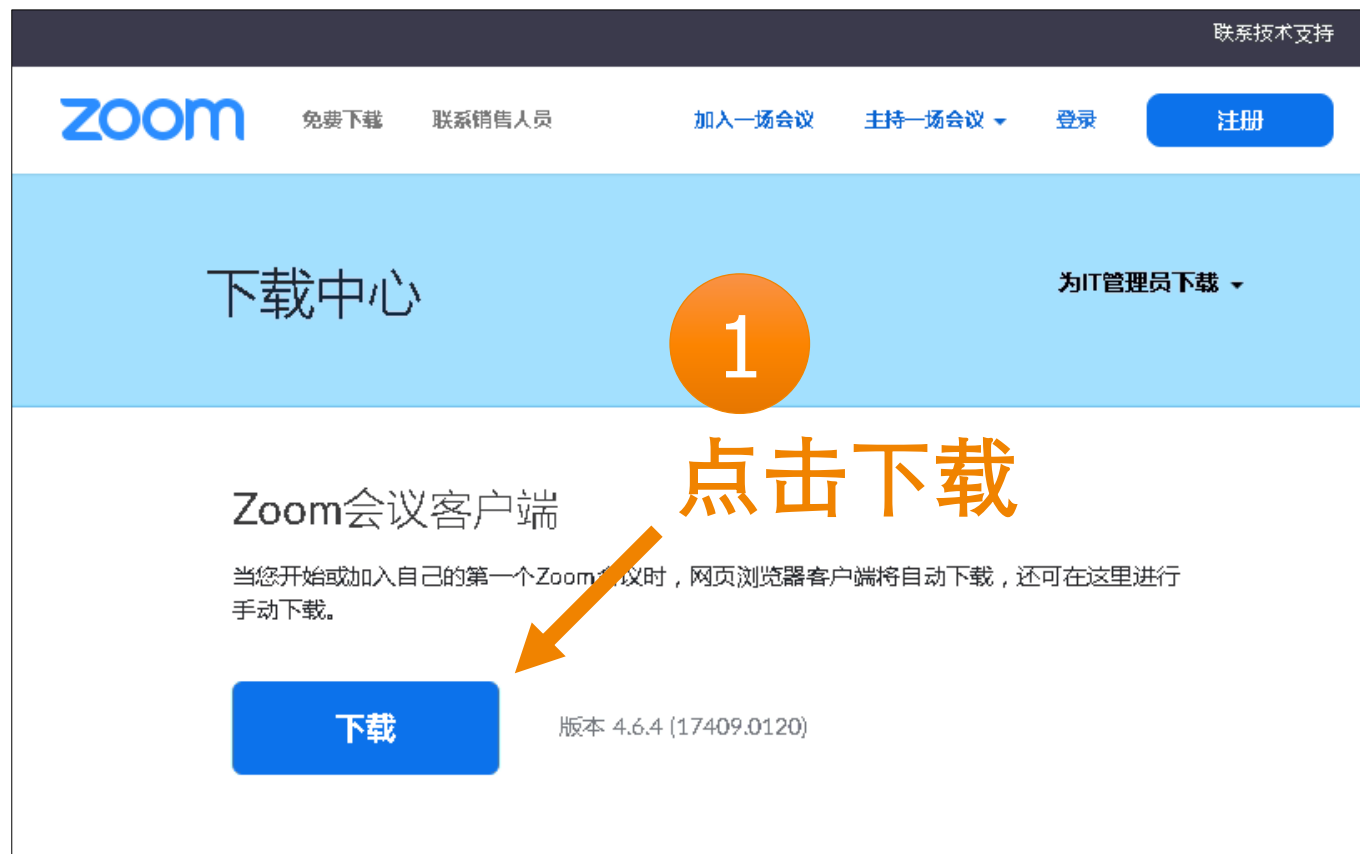 联系技术支持
zoom 免费下载 联系销售人员 加入一场会议 主持一场会议 登录 注册
下载中心 为IT管理员下载
1
点击下载
Zoom会议客户端
当您开始或加入自己的第一个Zoom会议时,网页浏览器客户端将自动下载,还可在这里进行
手动下载。
下载 版本 4.6.4 (17409.0120)